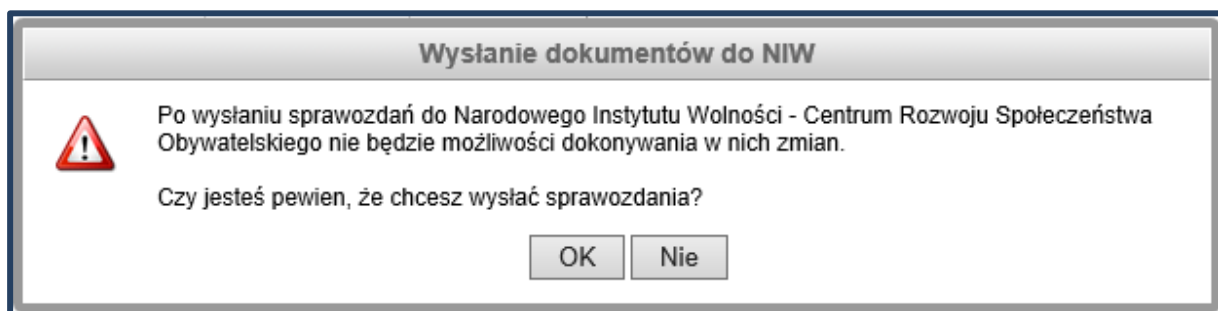 Wysłanie dokumentów do NIW
Po wysłaniu sprawozdań do Narodowego Instytutu Wolności - Centrum Rozwoju Społeczeństwa
Obywatelskiego nie będzie możliwości dokonywania w nich zmian.
Czy jesteś pewien, że chcesz wysłać sprawozdania?
OK Nie